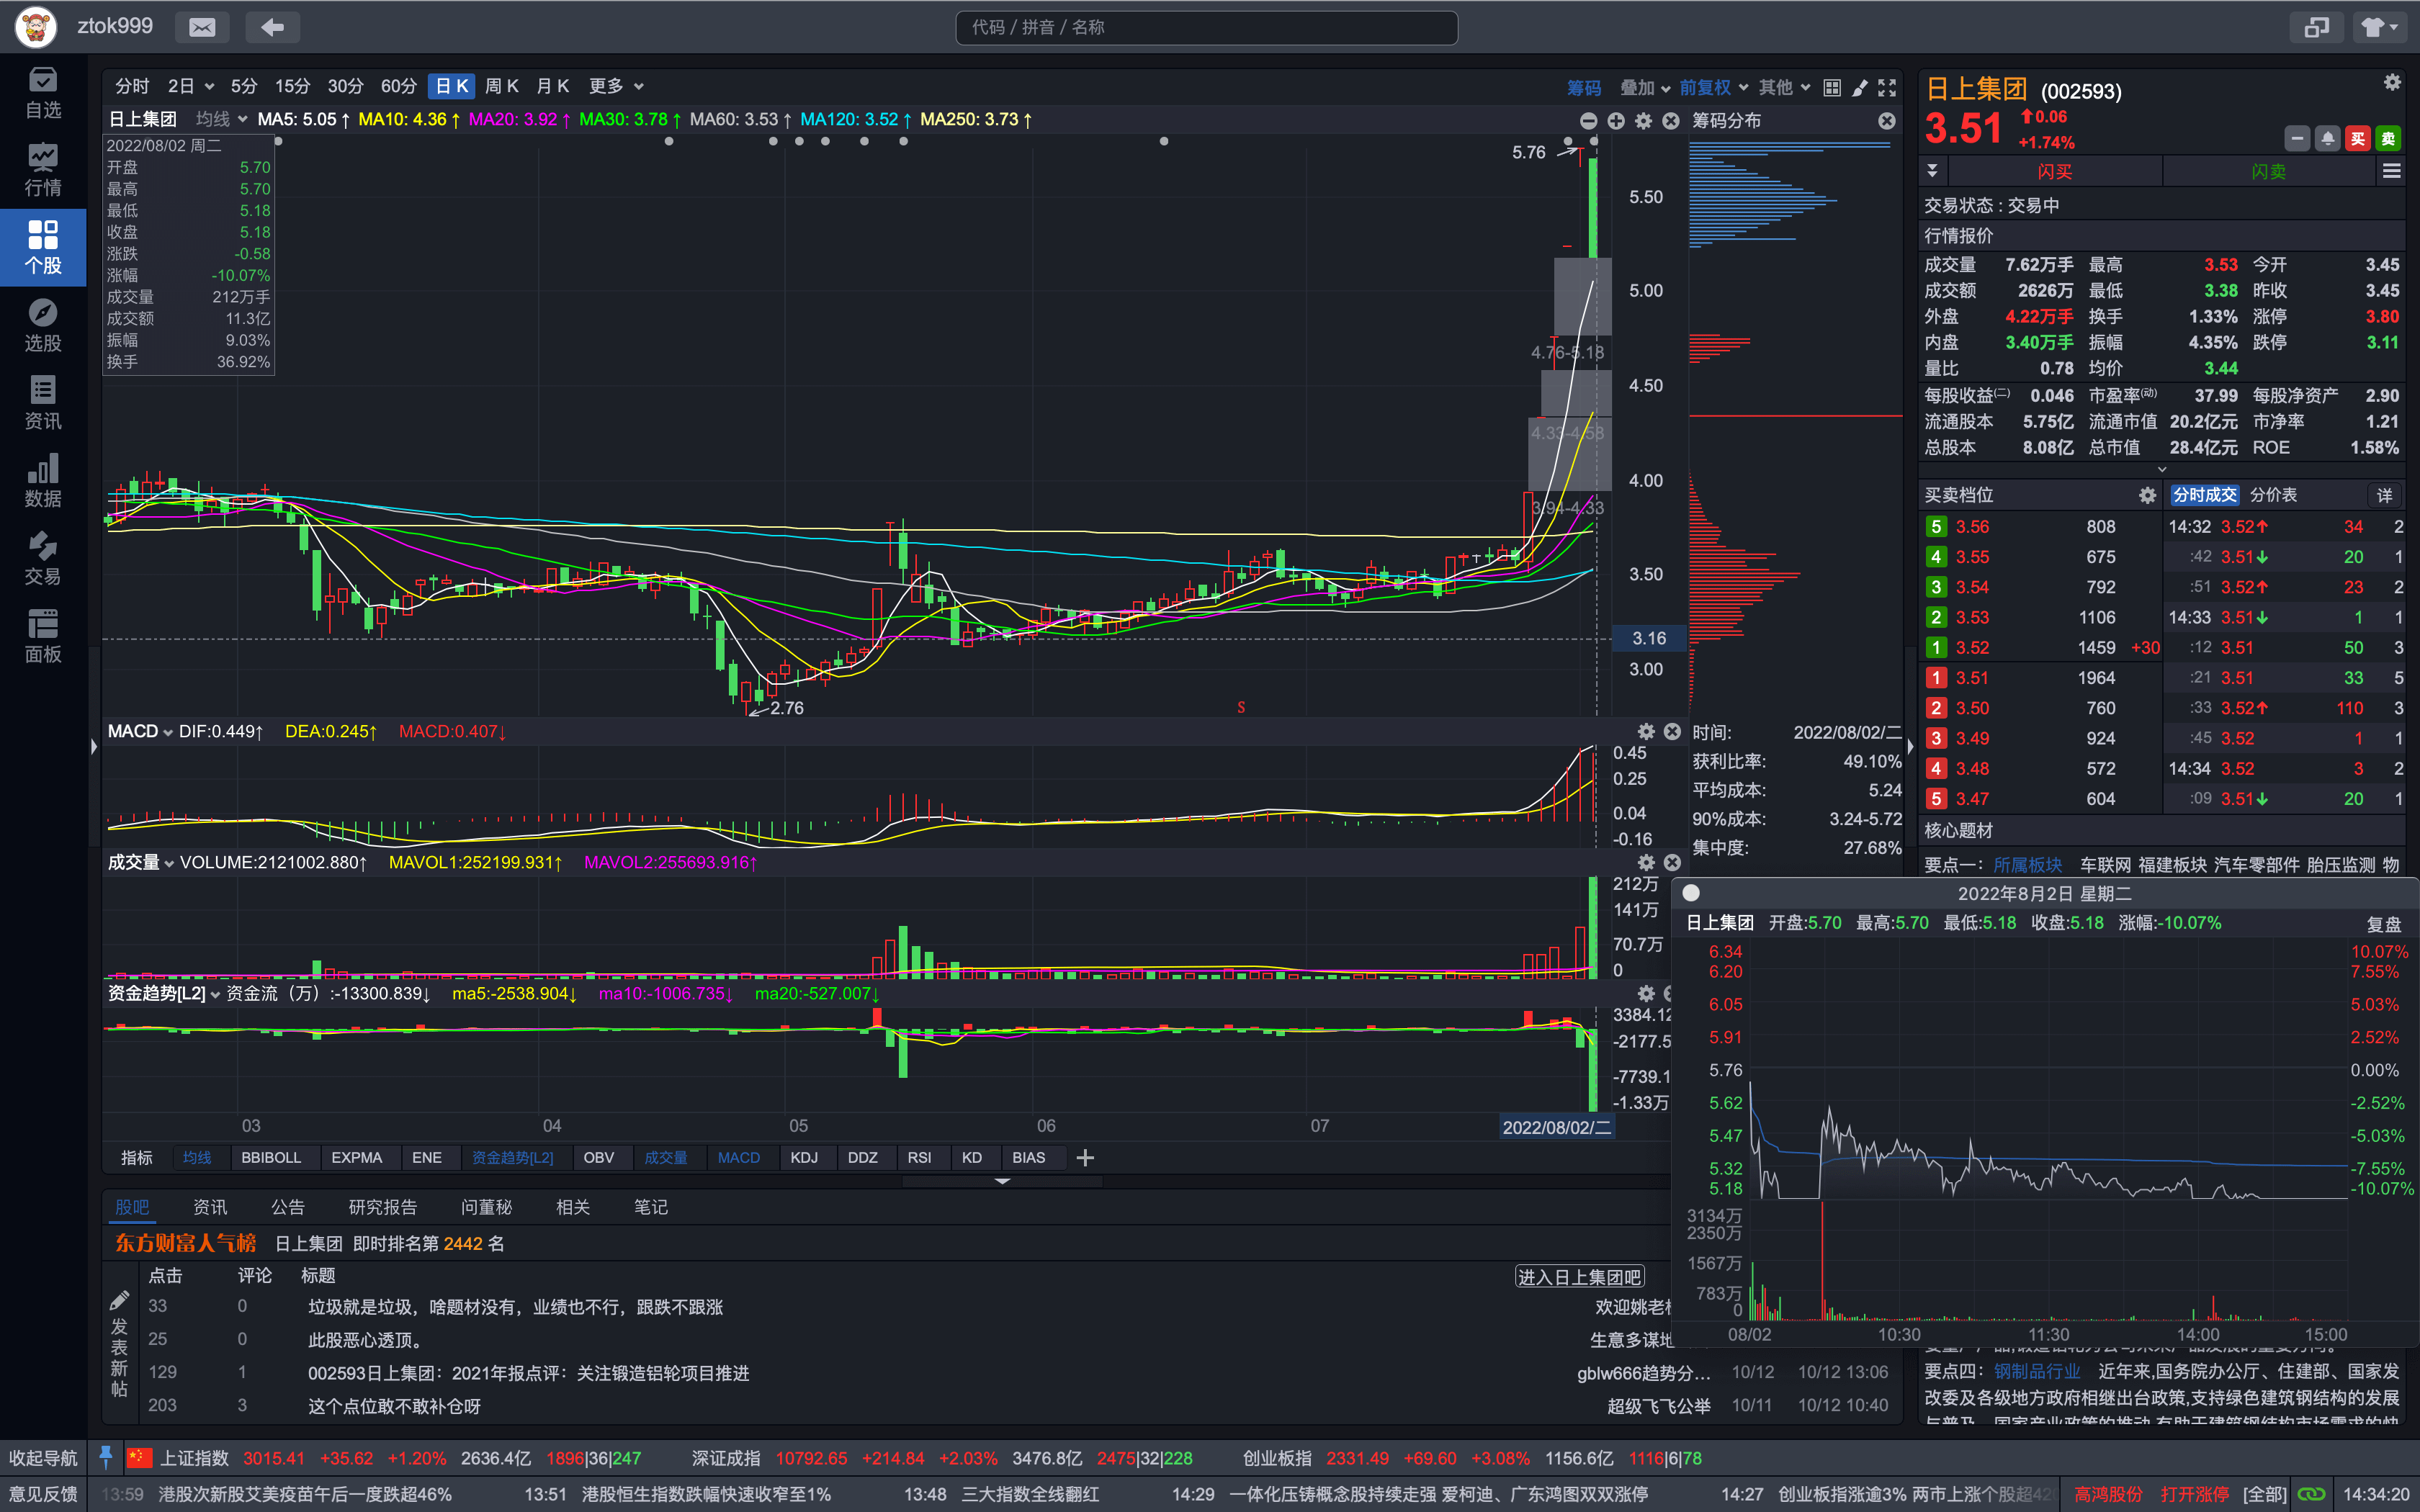 ztok999
代码 / 拼音 / 名称
自选
行情
个股
选股
资讯
数据
交易
面板
分时 2日 5分 15分 30分 60分 日K 周K 月K 更多
筹码 叠加 前复权 其他
日上集团 均线 MA5: 5.05↑ MA10: 4.36↑ MA20: 3.92↑ MA30: 3.78↑ MA60: 3.53↑ MA120: 3.52↑ MA250: 3.73↑
筹码分布
2022/08/02 周二
开盘 5.70
最高 5.70
最低 5.18
收盘 5.18
涨跌 -0.58
涨幅 -10.07%
成交量 212万手
成交额 11.3亿
振幅 9.03%
换手 36.92%
5.76
5.50
5.00
4.76-5.18
4.50
4.33-4.58
4.00
3.94-4.33
3.50
3.16
3.00
2.76
S
MACD DIF:0.449↑ DEA:0.245↑ MACD:0.407↓
0.45
0.25
0.04
-0.16
成交量 VOLUME:2121002.880↑ MAVOL1:252199.931↑ MAVOL2:255693.916↑
212万
141万
70.7万
0
资金趋势[L2] 资金流（万）:-13300.839↓ ma5:-2538.904↓ ma10:-1006.735↓ ma20:-527.007↓
3384.12
-2177.5
-7739.1
-1.33万
03 04 05 06 07 2022/08/02/二
时间: 2022/08/02/二
获利比率: 49.10%
平均成本: 5.24
90%成本: 3.24-5.72
集中度: 27.68%
指标 均线 BBIBOLL EXPMA ENE 资金趋势[L2] OBV 成交量 MACD KDJ DDZ RSI KD BIAS
股吧 资讯 公告 研究报告 问董秘 相关 笔记
东方财富人气榜 日上集团 即时排名第 2442 名
发表新帖
点击 评论 标题 进入日上集团吧
33 0 垃圾就是垃圾，啥题材没有，业绩也不行，跟跌不跟涨 欢迎姚老
25 0 此股恶心透顶。 生意多谋地
129 1 002593日上集团：2021年报点评：关注锻造铝轮项目推进 gblw666趋势分... 10/12 10/12 13:06
203 3 这个点位敢不敢补仓呀 超级飞飞公举 10/11 10/12 10:40
日上集团 (002593)
3.51 0.06
+1.74%
买 卖
闪买 闪卖
交易状态 : 交易中
行情报价
成交量 7.62万手 最高 3.53 今开 3.45
成交额 2626万 最低 3.38 昨收 3.45
外盘 4.22万手 换手 1.33% 涨停 3.80
内盘 3.40万手 振幅 4.35% 跌停 3.11
量比 0.78 均价 3.44
每股收益(二) 0.046 市盈率(动) 37.99 每股净资产 2.90
流通股本 5.75亿 流通市值 20.2亿元 市净率 1.21
总股本 8.08亿 总市值 28.4亿元 ROE 1.58%
买卖档位 分时成交 分价表 详
5 3.56 808 14:32 3.52↑ 34 2
4 3.55 675 :42 3.51↓ 20 1
3 3.54 792 :51 3.52↑ 23 2
2 3.53 1106 14:33 3.51↓ 1 1
1 3.52 1459 +30 :12 3.51 50 3
1 3.51 1964 :21 3.51 33 5
2 3.50 760 :33 3.52↑ 110 3
3 3.49 924 :45 3.52 1 1
4 3.48 572 14:34 3.52 3 2
5 3.47 604 :09 3.51↓ 20 1
核心题材
要点一： 所属板块 车联网 福建板块 汽车零部件 胎压监测 物
2022年8月2日 星期二
日上集团 开盘:5.70 最高:5.70 最低:5.18 收盘:5.18 涨幅:-10.07% 复盘
6.34 10.07%
6.20 7.55%
6.05 5.03%
5.91 2.52%
5.76 0.00%
5.62 -2.52%
5.47 -5.03%
5.32 -7.55%
5.18 -10.07%
3134万
2350万
1567万
783万
0
08/02 10:30 11:30 14:00 15:00
要点四： 钢制品行业 近年来,国务院办公厅、住建部、国家发
改委及各级地方政府相继出台政策,支持绿色建筑钢结构的发展
收起导航 上证指数 3015.41 +35.62 +1.20% 2636.4亿 1896|36|247 深证成指 10792.65 +214.84 +2.03% 3476.8亿 2475|32|228 创业板指 2331.49 +69.60 +3.08% 1156.6亿 1116|6|78
意见反馈 13:59 港股次新股艾美疫苗午后一度跌超46% 13:51 港股恒生指数跌幅快速收窄至1% 13:48 三大指数全线翻红 14:29 一体化压铸概念股持续走强 爱柯迪、广东鸿图双双涨停 14:27 创业板指涨逾3% 两市上涨个股超420 高鸿股份 打开涨停 [全部] 14:34:20